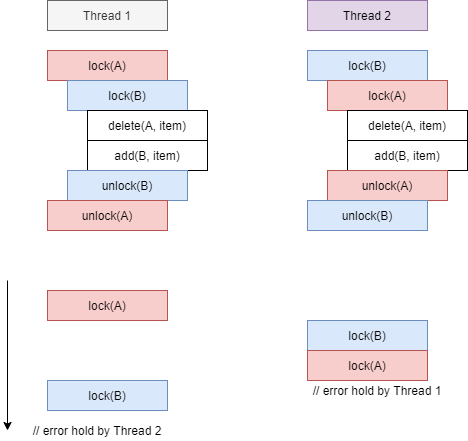 Thread 1
lock(A)
lock(B)
delete(A, item)
add(B, item)
unlock(B)
unlock(A)
lock(A)
lock(B)
// error hold by Thread 2
Thread 2
lock(B)
lock(A)
delete(A, item)
add(B, item)
unlock(A)
unlock(B)
lock(B)
lock(A)
// error hold by Thread 1